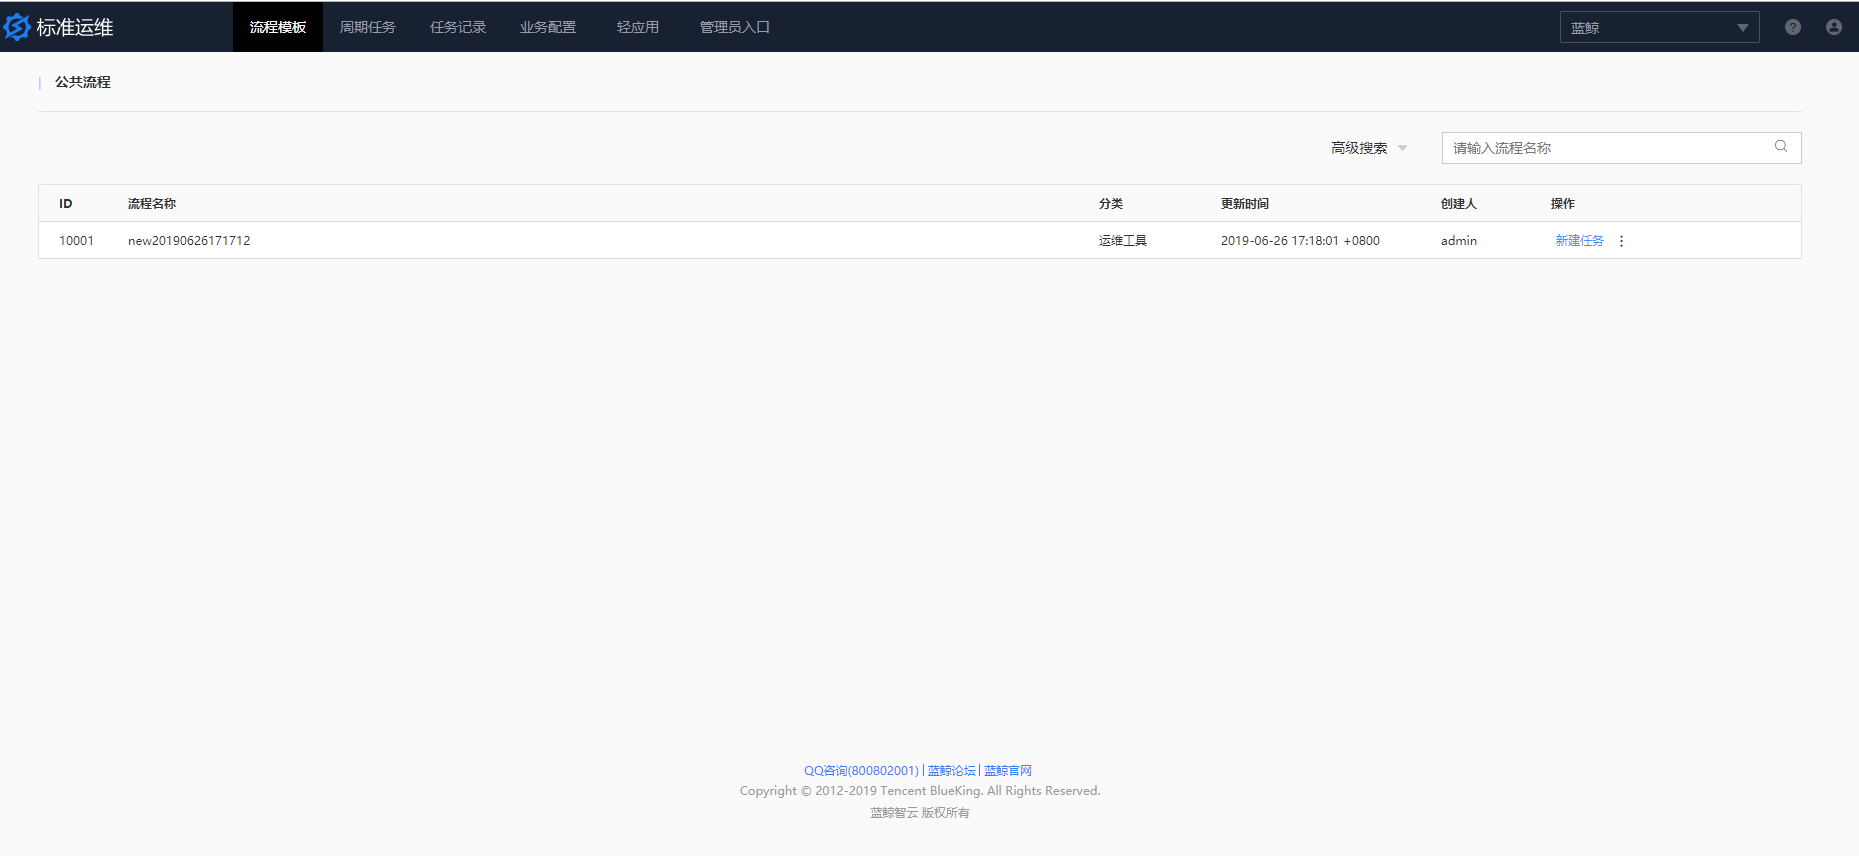 标准运维 流程模板 周期任务 任务记录 业务配置 轻应用 管理员入口 蓝鲸 ?
公共流程
高级搜索 请输入流程名称
ID 流程名称 分类 更新时间 创建人 操作
10001 new20190626171712 运维工具 2019-06-26 17:18:01 +0800 admin 新建任务
QQ咨询(800802001) | 蓝鲸论坛 | 蓝鲸官网
Copyright © 2012-2019 Tencent BlueKing. All Rights Reserved.
蓝鲸智云 版权所有